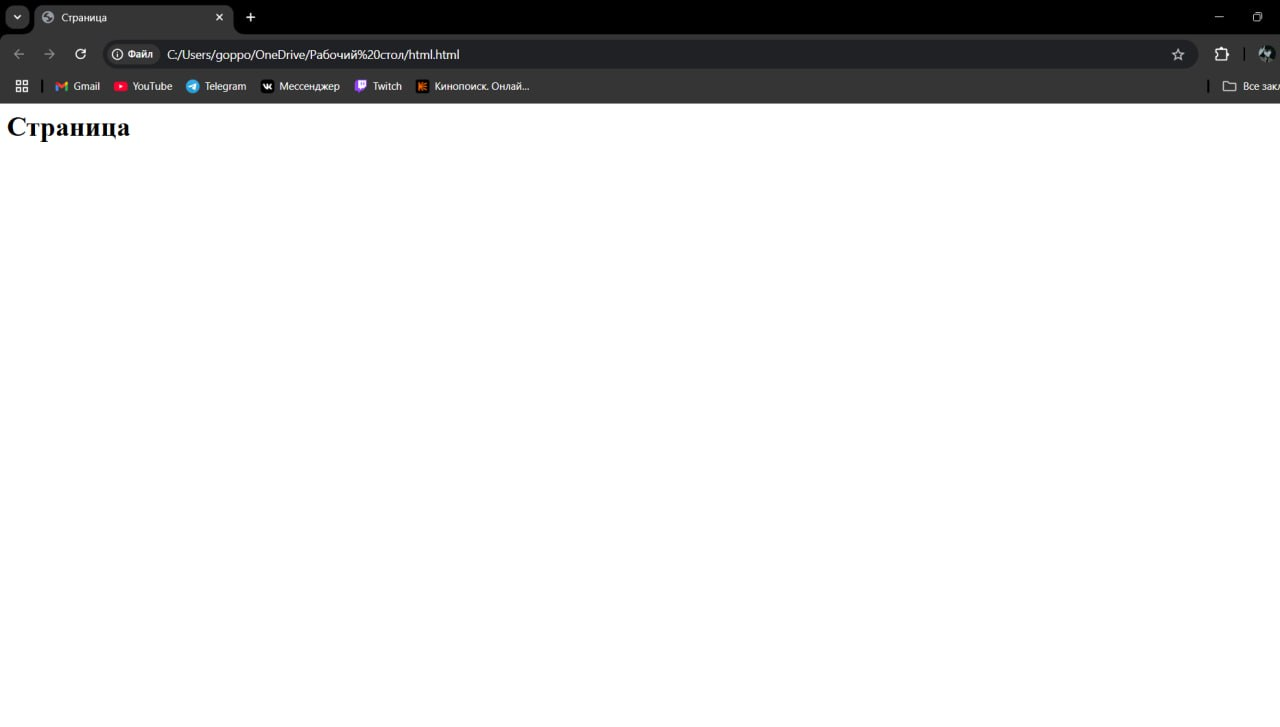 Страница
Файл C:/Users/goppo/OneDrive/Рабочий%20стол/html.html
Gmail YouTube Telegram Мессенджер Twitch Кинопоиск. Онлай... Все закл
Страница